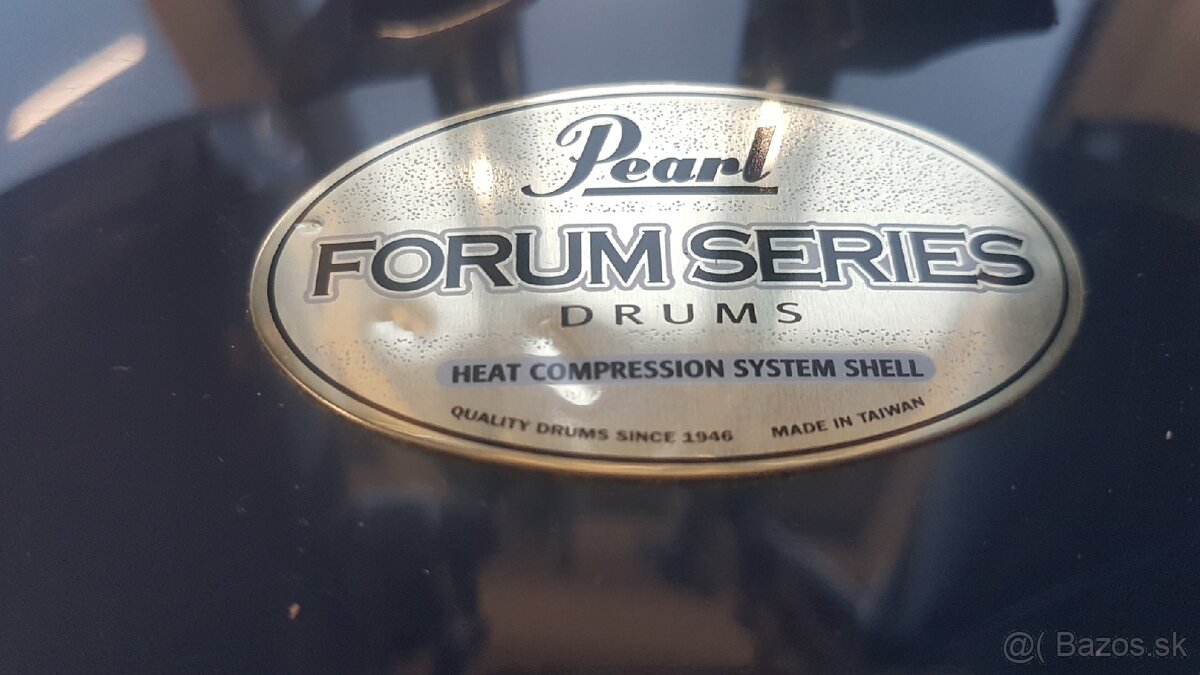 Pearl
FORUM SERIES
DRUMS
HEAT COMPRESSION SYSTEM SHELL
QUALITY DRUMS SINCE 1946 MADE IN TAIWAN
@( Bazos.sk